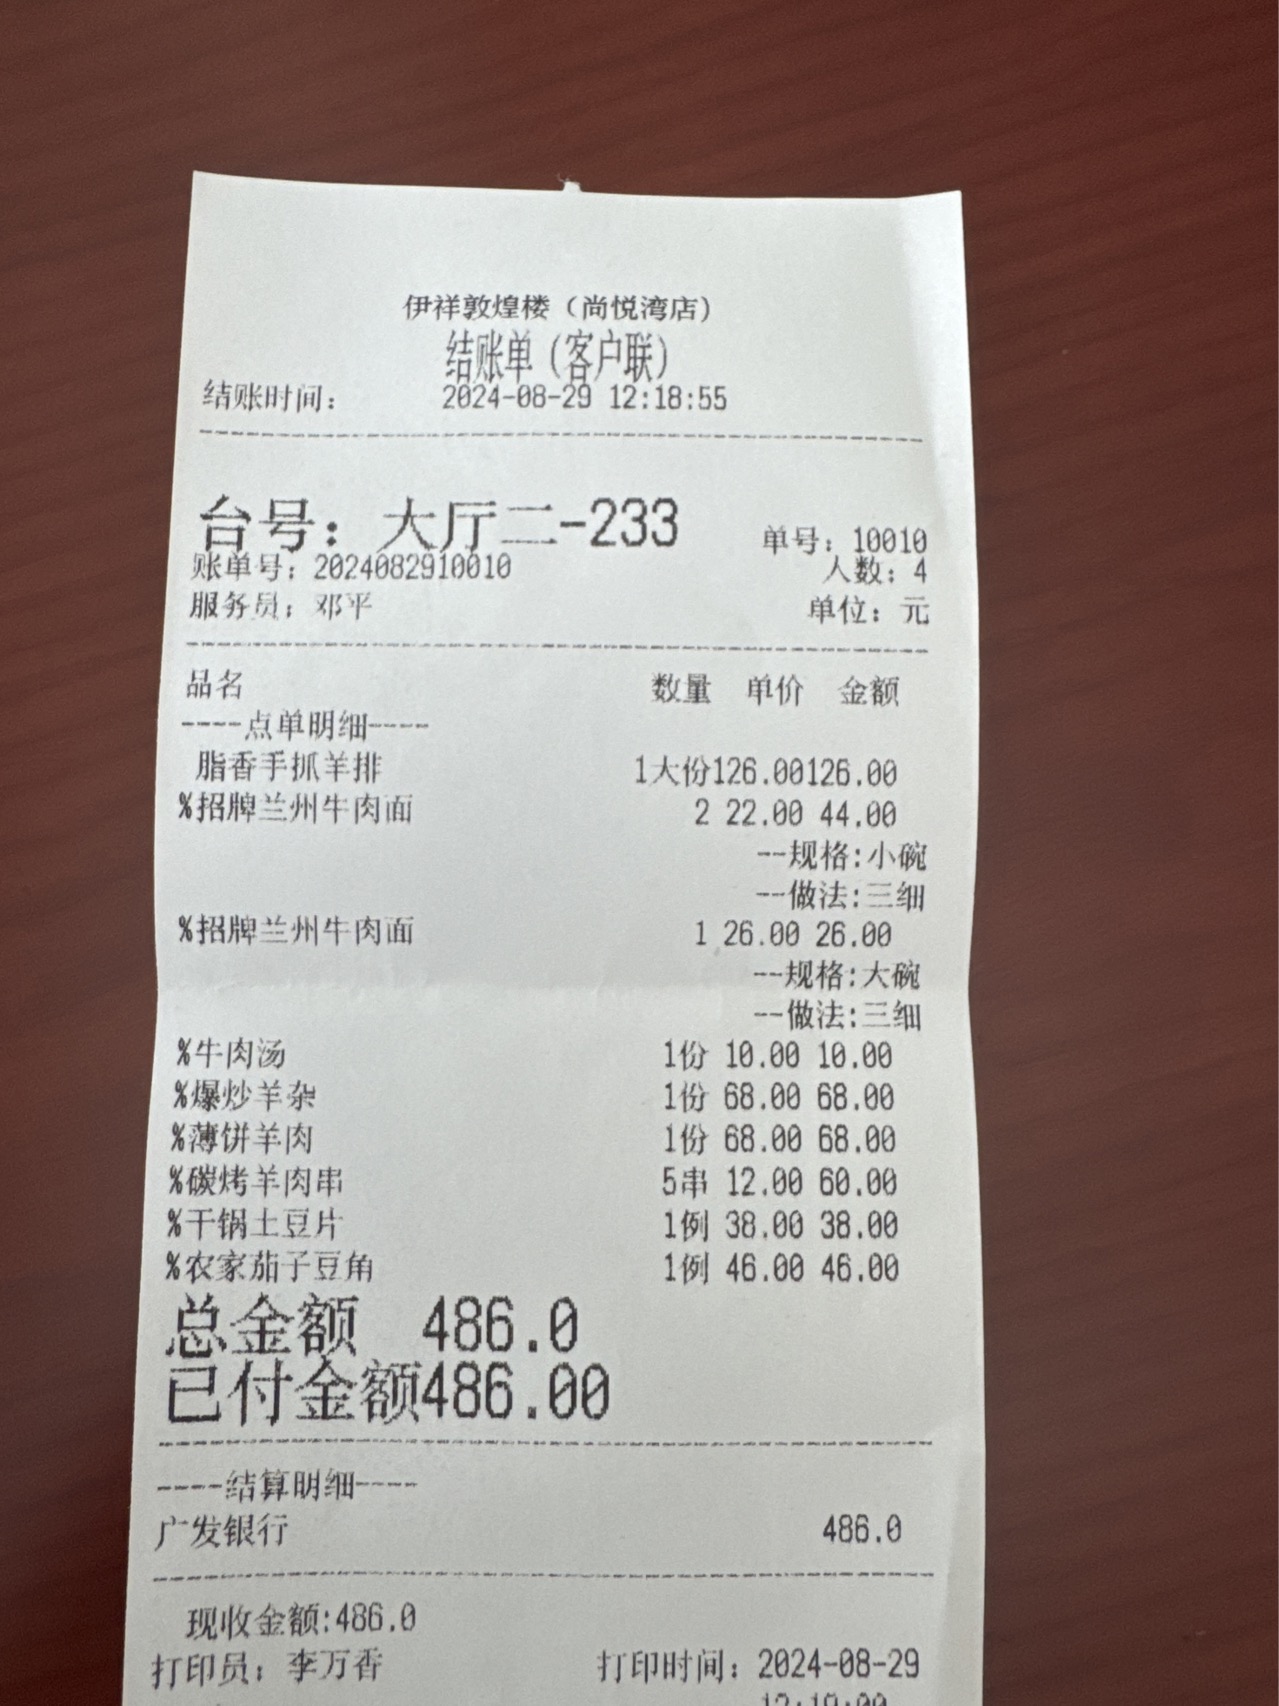 伊祥敦煌楼（尚悦湾店）
结账单（客户联）
结账时间： 2024-08-29 12:18:55
台号：大厅二-233 单号：10010
账单号：2024082910010 人数：4
服务员：邓平 单位：元
品名 数量 单价 金额
----点单明细----
脂香手抓羊排 1大份126.00126.00
%招牌兰州牛肉面 2 22.00 44.00
--规格:小碗
--做法:三细
%招牌兰州牛肉面 1 26.00 26.00
--规格:大碗
--做法:三细
%牛肉汤 1份 10.00 10.00
%爆炒羊杂 1份 68.00 68.00
%薄饼羊肉 1份 68.00 68.00
%碳烤羊肉串 5串 12.00 60.00
%干锅土豆片 1例 38.00 38.00
%农家茄子豆角 1例 46.00 46.00
总金额 486.0
已付金额486.00
----结算明细----
广发银行 486.0
现收金额:486.0
打印员：李万香 打印时间：2024-08-29
12:19:00